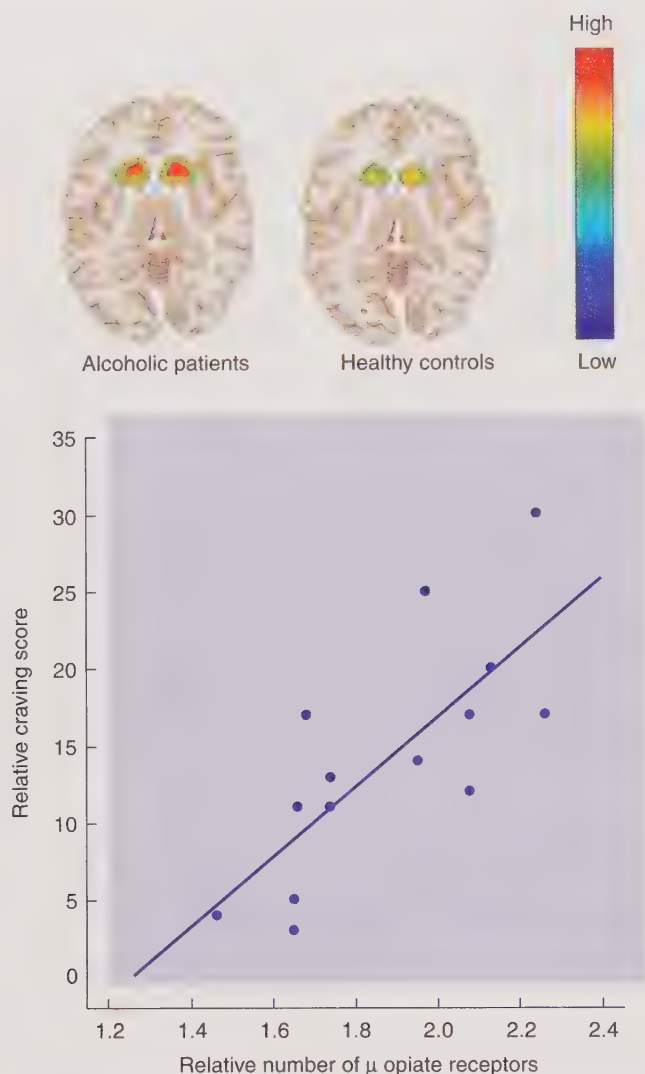 High
Alcoholic patients
Healthy controls
Low
35
30
25
20
15
10
5
0
Relative craving score
1.2 1.4 1.6 1.8 2.0 2.2 2.4
Relative number of μ opiate receptors